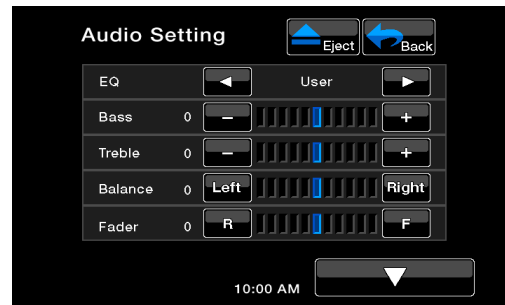 Audio Setting Eject Back
EQ User
Bass 0 – +
Treble 0 – +
Balance 0 Left Right
Fader 0 R F
10:00 AM